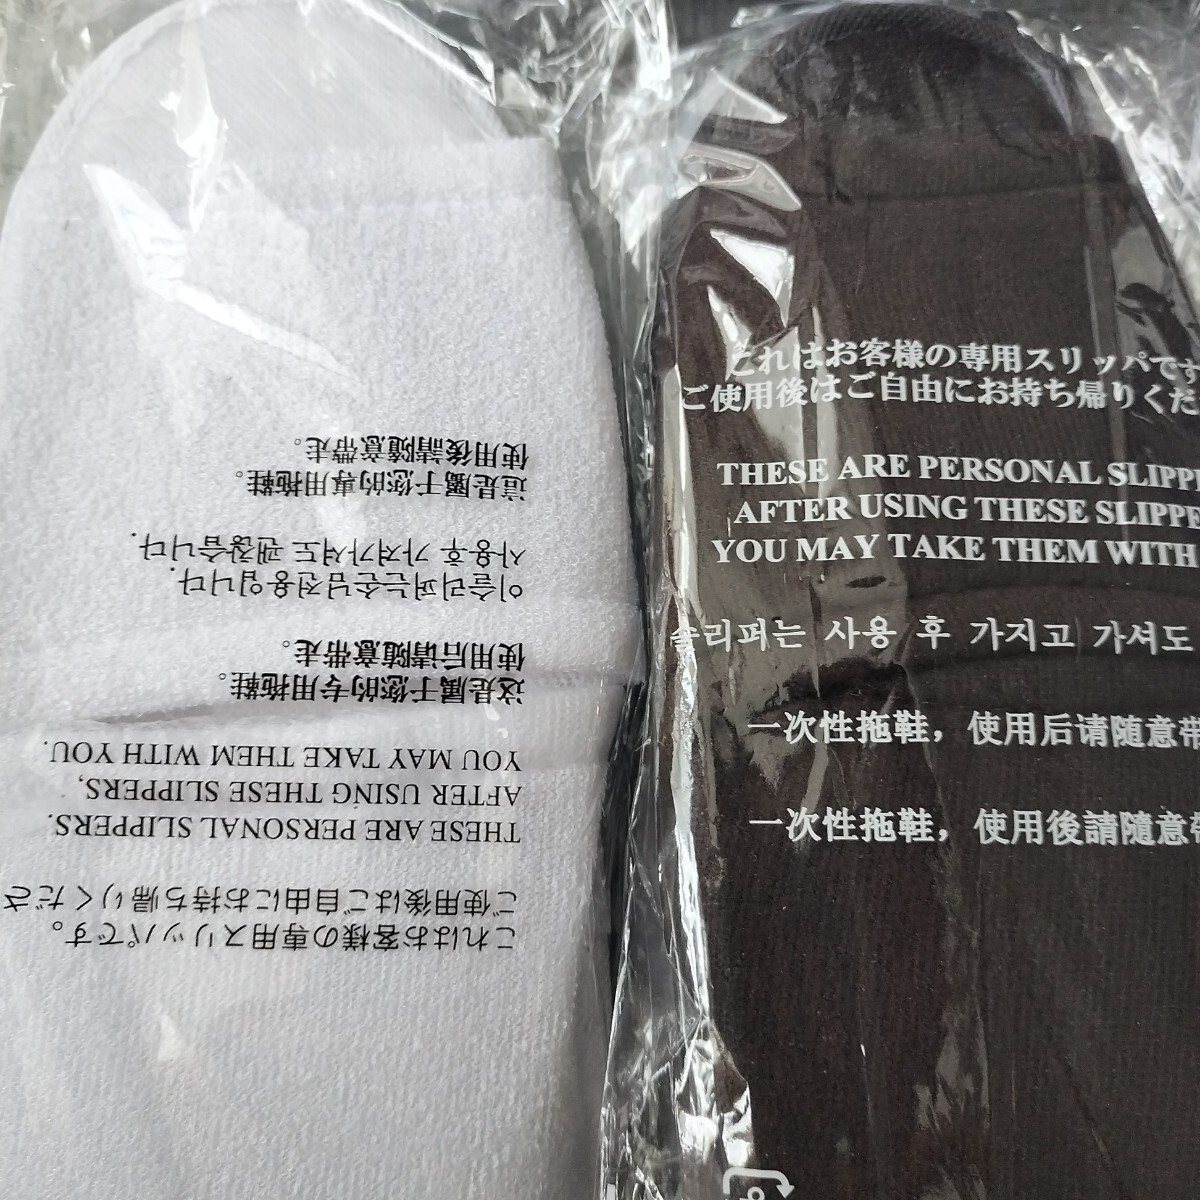 これはお客様の専用スリッパです。
ご使用後はご自由にお持ち帰りくださ
THESE ARE PERSONAL SLIPPERS.
AFTER USING THESE SLIPPERS,
YOU MAY TAKE THEM WITH YOU.
这是属于您的专用拖鞋。
使用后请随意带走。
이슬리퍼는손님전용입니다.
사용후 가져가셔도 괜찮습니다.
這是屬于您的專用拖鞋。
使用後請隨意帶走。
これはお客様の専用スリッパです
ご使用後はご自由にお持ち帰りくだ
THESE ARE PERSONAL SLIPPE
AFTER USING THESE SLIPPE
YOU MAY TAKE THEM WITH
슬리퍼는 사용 후 가지고 가셔도
一次性拖鞋，使用后请随意带
一次性拖鞋，使用後請隨意帶